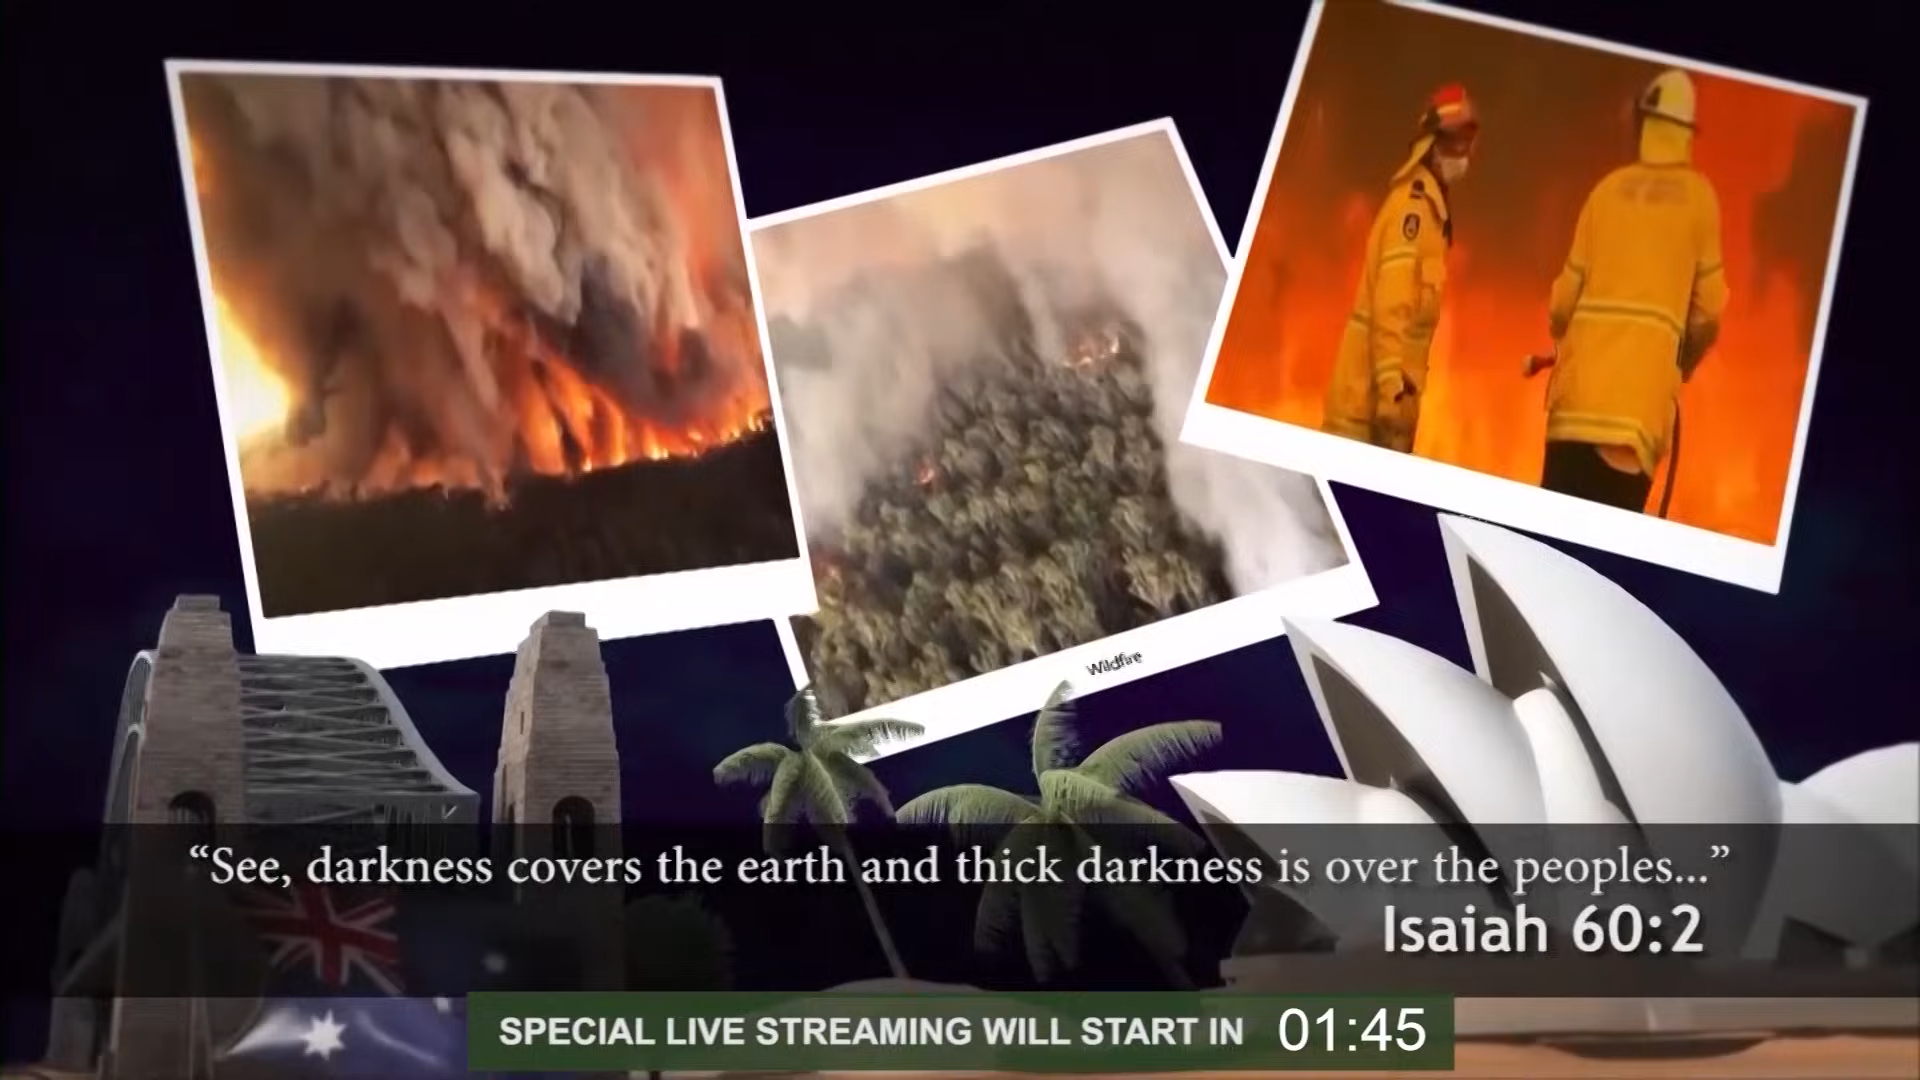 Wildfire
“See, darkness covers the earth and thick darkness is over the peoples...”
Isaiah 60:2
SPECIAL LIVE STREAMING WILL START IN 01:45